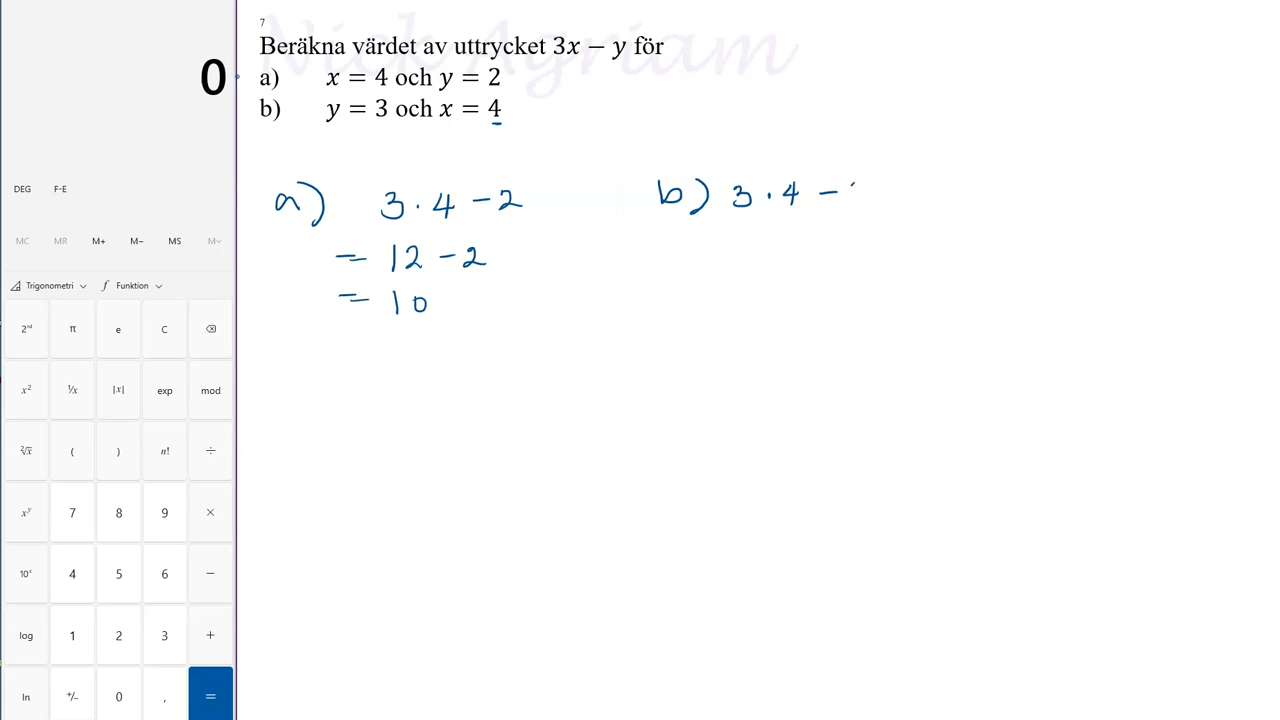 7
Nick Agriam
Beräkna värdet av uttrycket 3x − y för
a) x = 4 och y = 2
b) y = 3 och x = 4
a) 3 · 4 − 2
= 12 − 2
= 10
b) 3 · 4 −
0
DEG F-E
MC MR M+ M− MS M˅
Trigonometri f Funktion
2ⁿᵈ π e C ⌫
x² ¹/x |x| exp mod
²√x ( ) n! ÷
xʸ 7 8 9 ×
10ˣ 4 5 6 −
log 1 2 3 +
ln +/− 0 , =